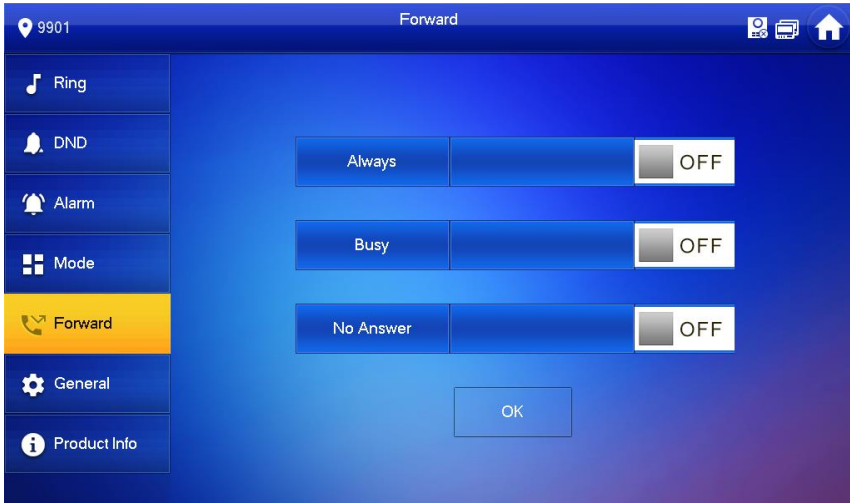 9901
Forward
Ring
DND
Alarm
Mode
Forward
General
Product Info
Always
OFF
Busy
OFF
No Answer
OFF
OK